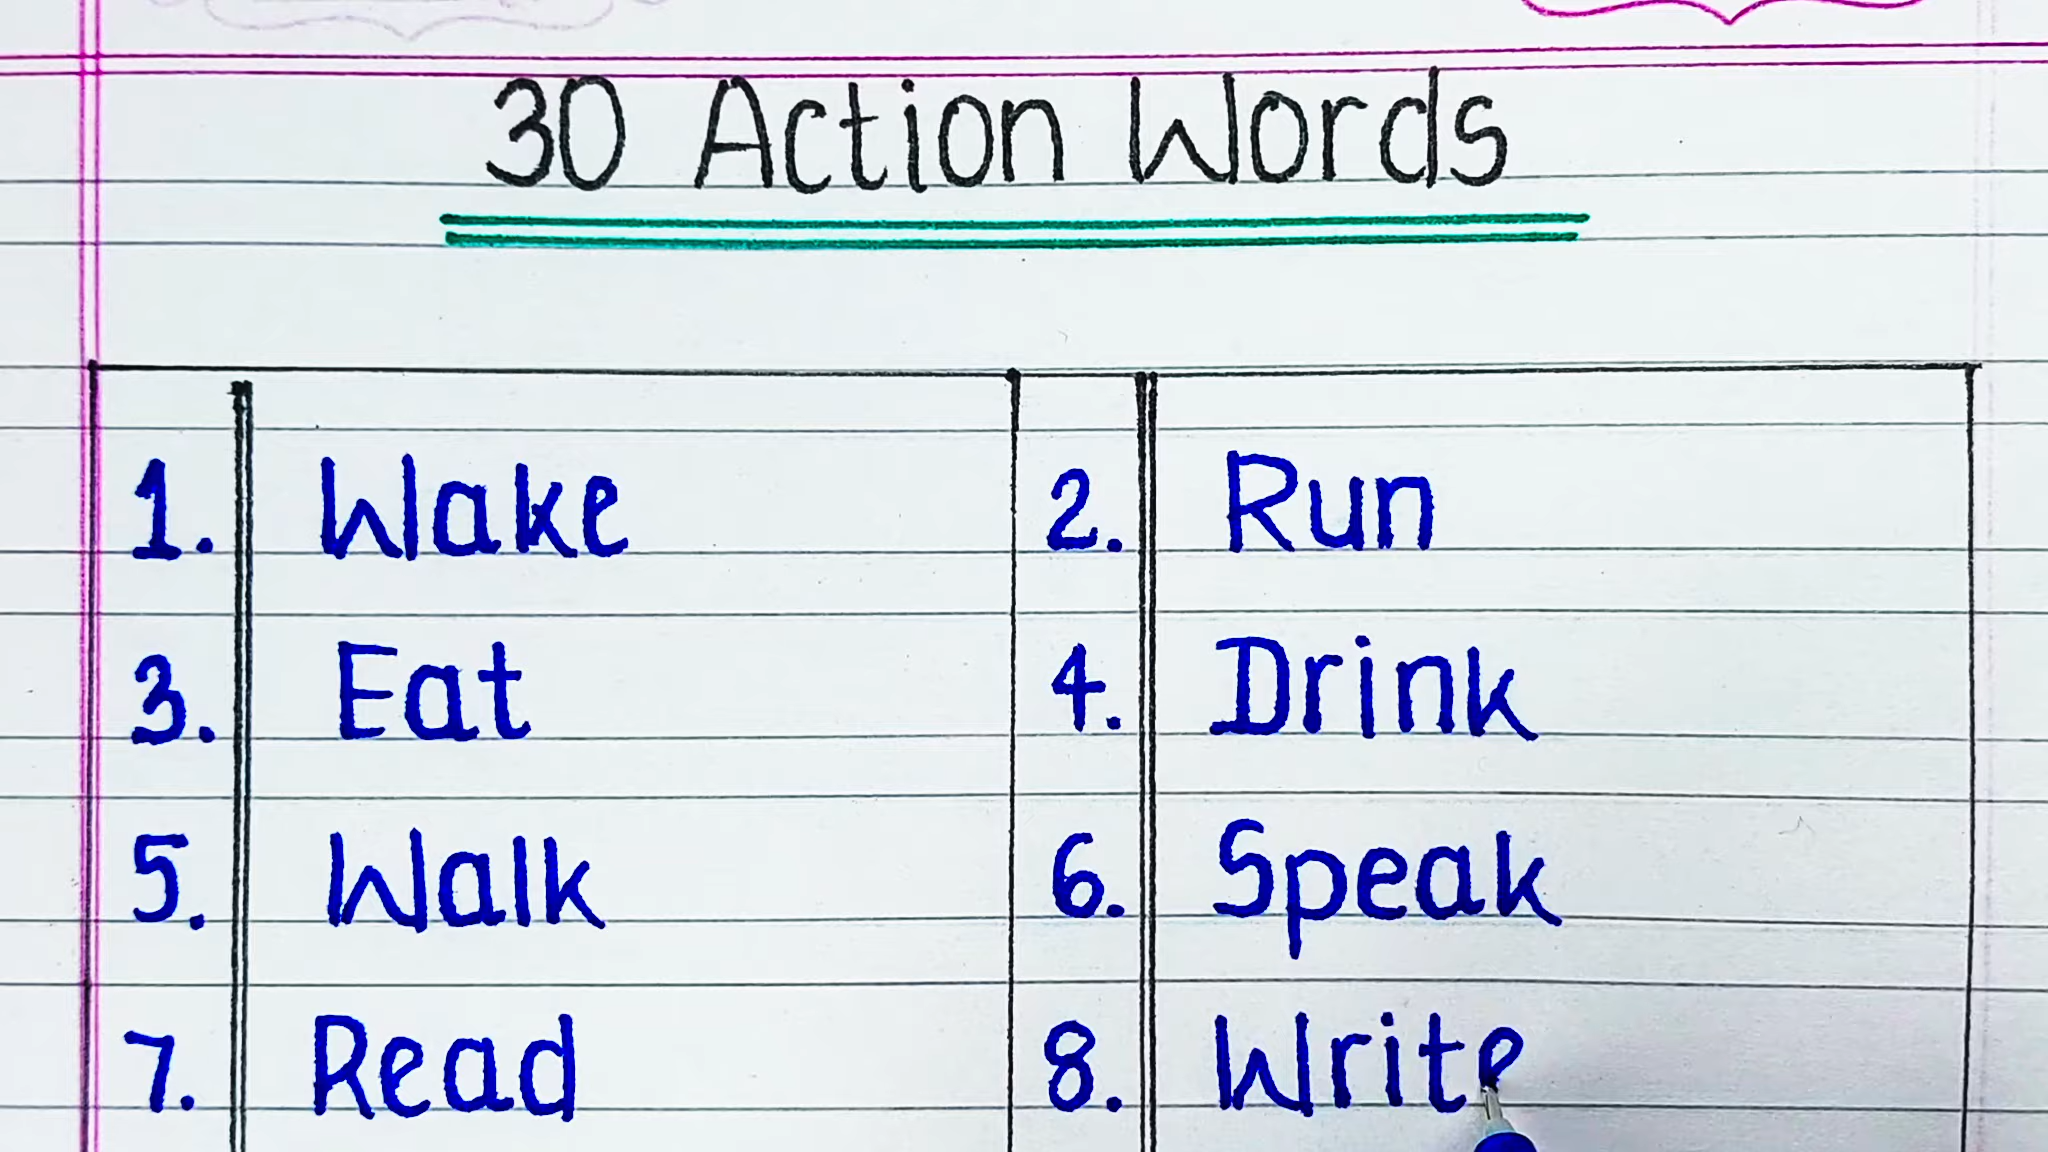 30 Action Words
1. Wake 2. Run
3. Eat 4. Drink
5. Walk 6. Speak
7. Read 8. Write